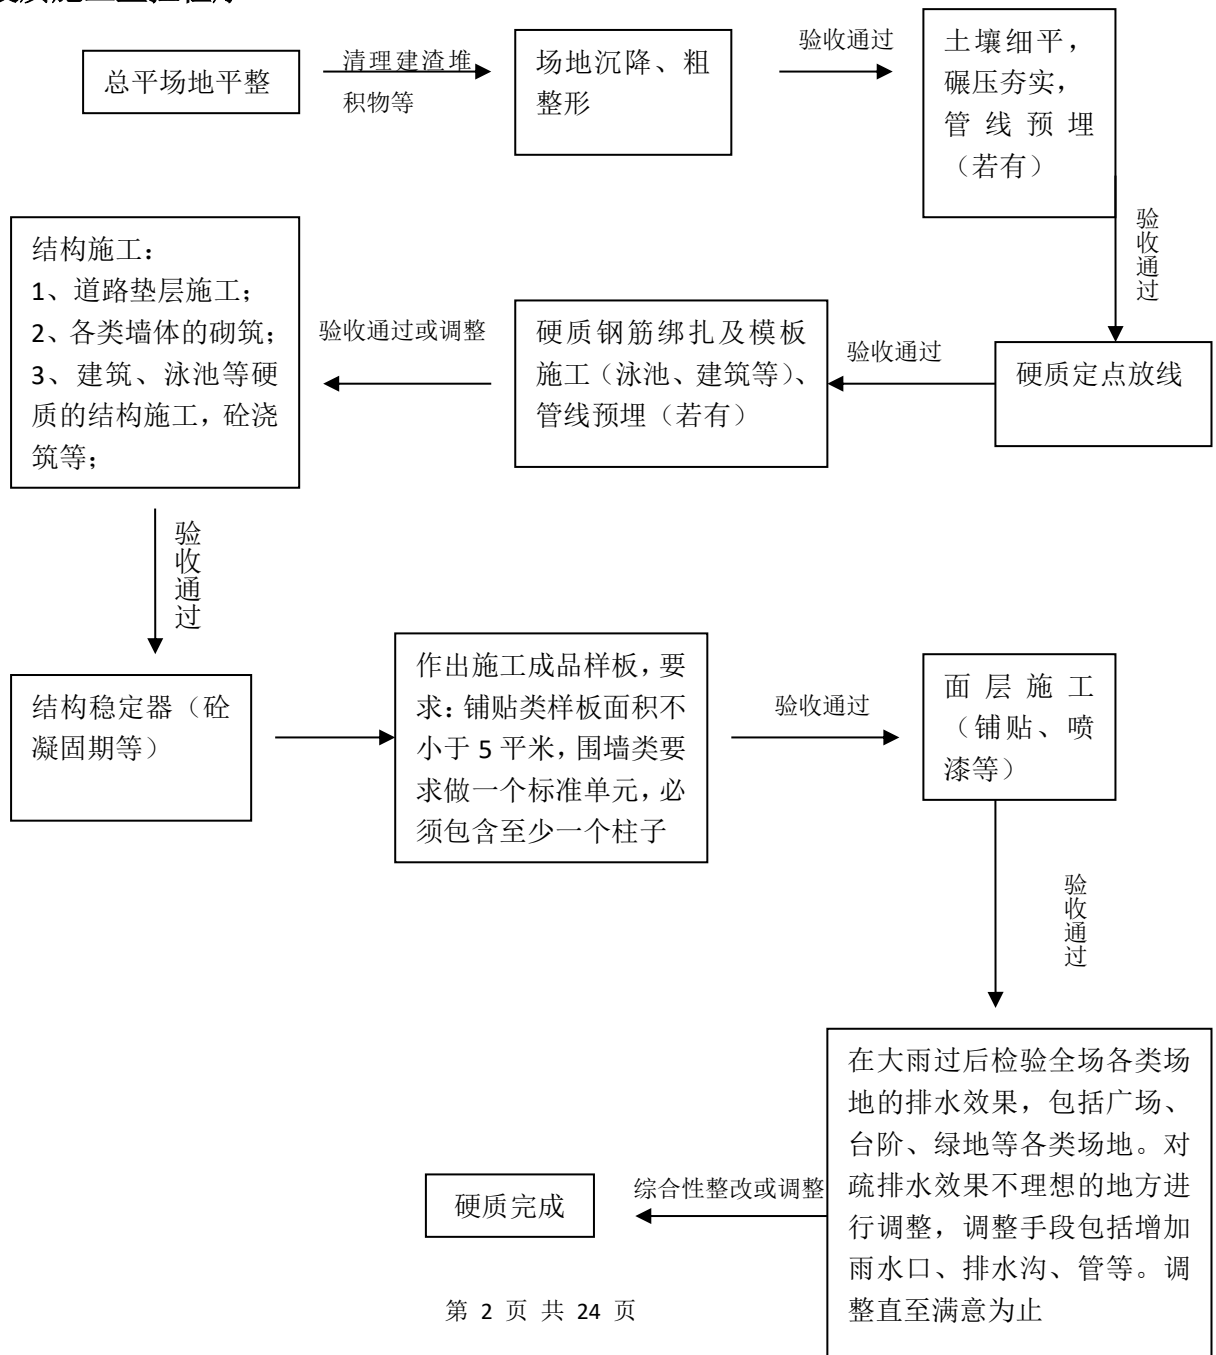 总平场地平整
清理建渣堆
积物等
场地沉降、粗
整形
验收通过
土壤细平，
碾压夯实，
管线预埋
（若有）
验收通过
硬质定点放线
验收通过
硬质钢筋绑扎及模板
施工（泳池、建筑等）、
管线预埋（若有）
验收通过或调整
结构施工：
1、道路垫层施工；
2、各类墙体的砌筑；
3、建筑、泳池等硬
质的结构施工，砼浇
筑等；
验收通过
结构稳定器（砼
凝固期等）
作出施工成品样板，要
求：铺贴类样板面积不
小于 5 平米，围墙类要
求做一个标准单元，必
须包含至少一个柱子
验收通过
面层施工
（铺贴、喷
漆等）
验收通过
在大雨过后检验全场各类场
地的排水效果，包括广场、
台阶、绿地等各类场地。对
疏排水效果不理想的地方进
行调整，调整手段包括增加
雨水口、排水沟、管等。调
整直至满意为止
综合性整改或调整
硬质完成
第 2 页 共 24 页